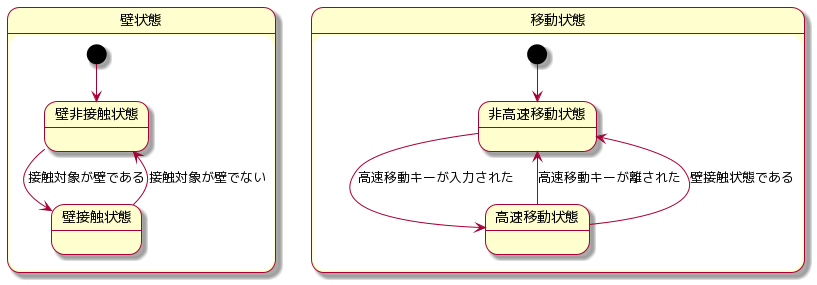 壁状態
壁非接触状態
接触対象が壁である
接触対象が壁でない
壁接触状態
移動状態
非高速移動状態
高速移動キーが入力された
高速移動キーが離された
壁接触状態である
高速移動状態